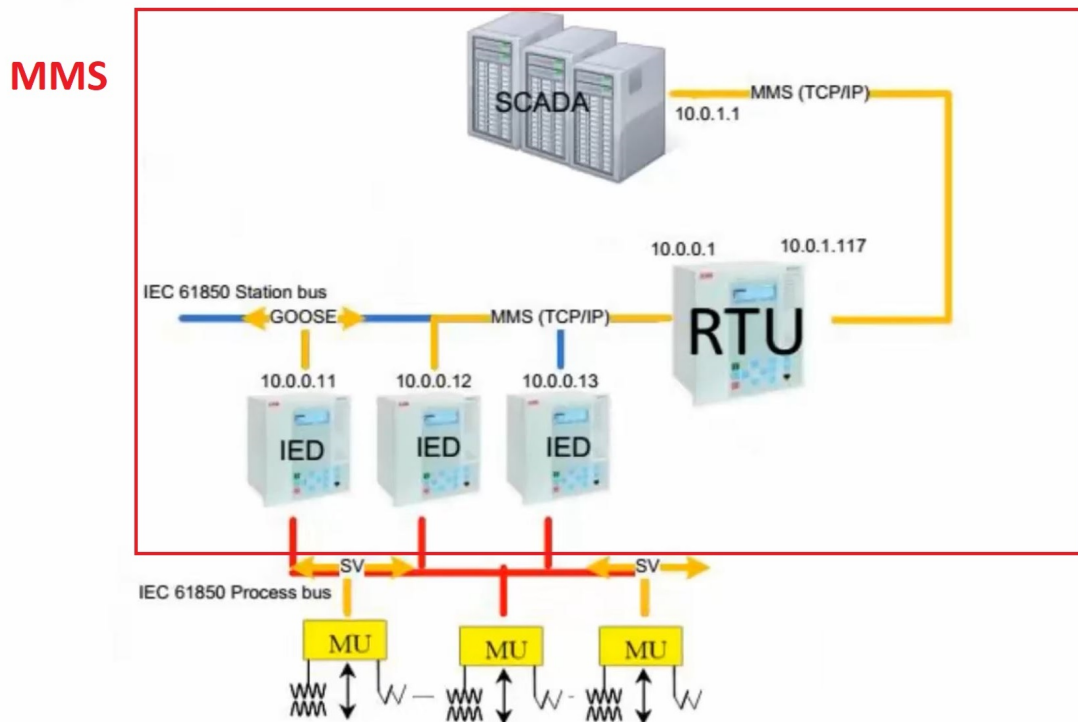 MMS
SCADA
MMS (TCP/IP)
10.0.1.1
10.0.0.1
10.0.1.117
IEC 61850 Station bus
GOOSE
MMS (TCP/IP)
RTU
10.0.0.11
10.0.0.12
10.0.0.13
IED
IED
IED
SV
SV
IEC 61850 Process bus
MU
MU
MU